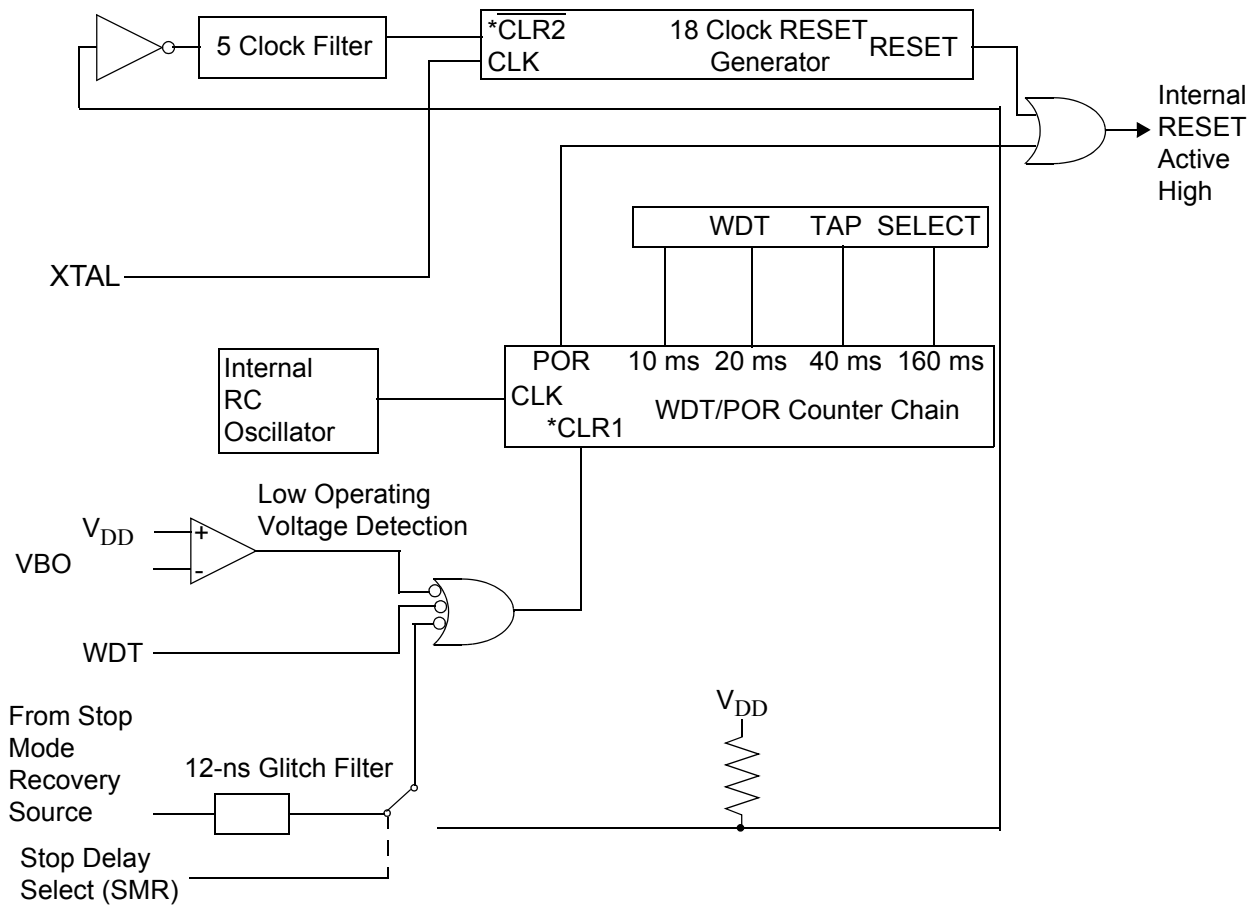 5 Clock Filter
*CLR2
CLK
18 Clock RESET
Generator
RESET
Internal
RESET
Active
High
WDT TAP SELECT
XTAL
Internal
RC
Oscillator
POR 10 ms 20 ms 40 ms 160 ms
CLK
WDT/POR Counter Chain
*CLR1
Low Operating
Voltage Detection
VDD
+
VBO
-
WDT
From Stop
Mode
Recovery
Source
12-ns Glitch Filter
VDD
Stop Delay
Select (SMR)